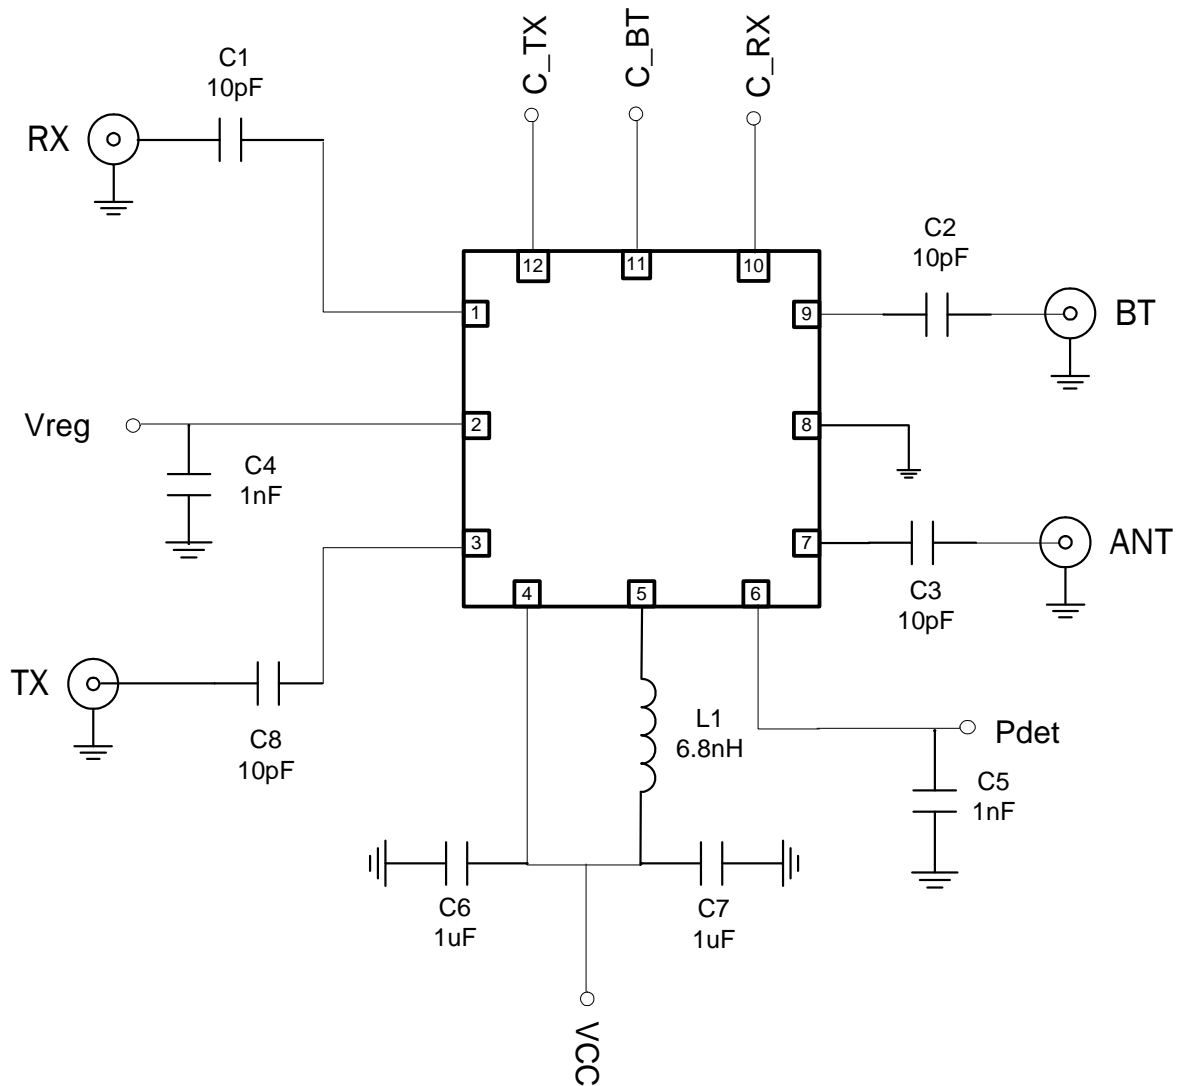 C_TX
C_BT
C_RX
C1
10pF
RX
C2
10pF
12
11
10
1
9
BT
Vreg
2
8
C4
1nF
3
7
ANT
C3
10pF
4
5
6
TX
C8
10pF
L1
6.8nH
Pdet
C5
1nF
C6
1uF
C7
1uF
VCC